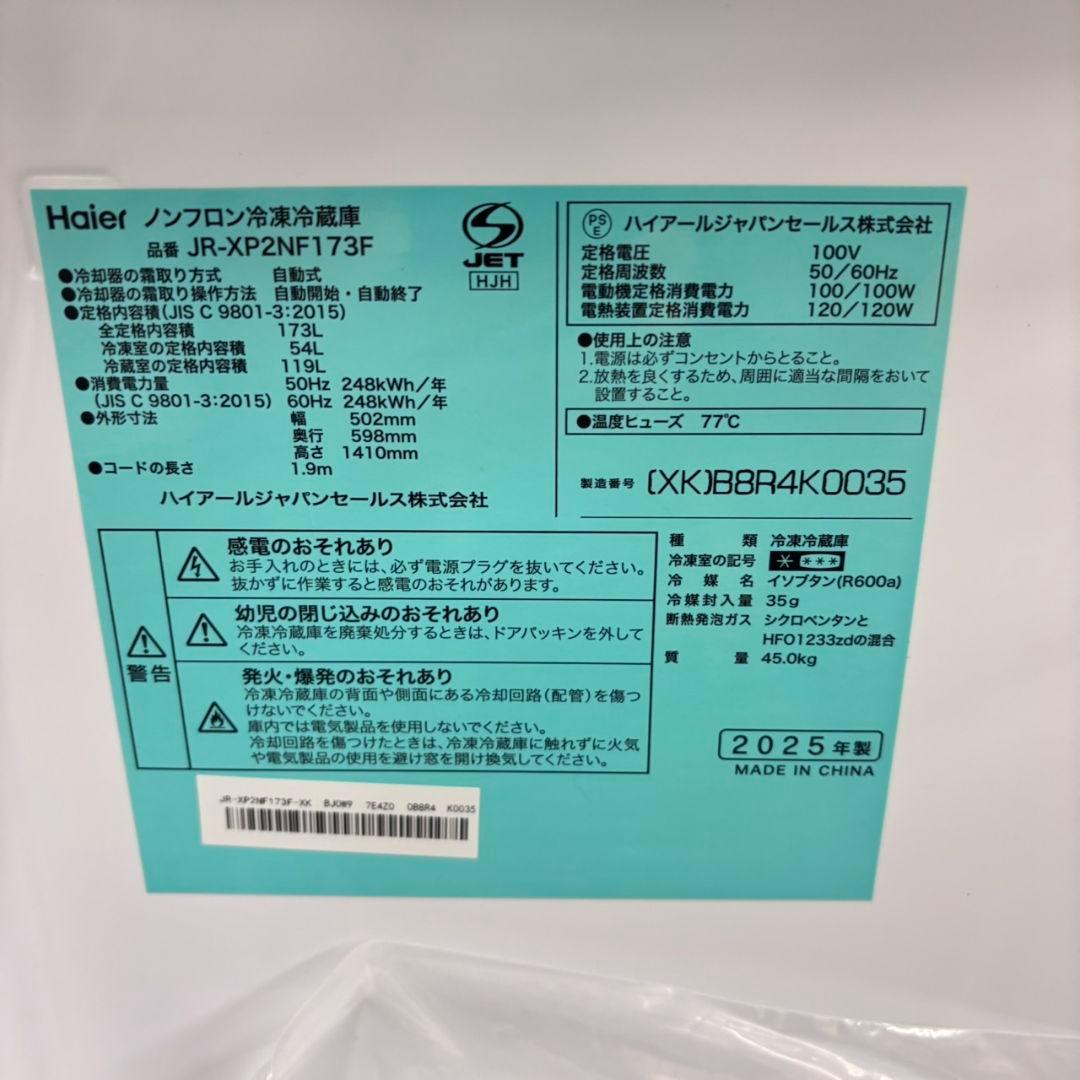 Haier ノンフロン冷凍冷蔵庫
品番 JR-XP2NF173F
●冷却器の霜取り方式 自動式
●冷却器の霜取り操作方法 自動開始・自動終了
●定格内容積(JIS C 9801-3:2015)
全定格内容積 173L
冷凍室の定格内容積 54L
冷蔵室の定格内容積 119L
●消費電力量 50Hz 248kWh/年
(JIS C 9801-3:2015) 60Hz 248kWh/年
●外形寸法 幅 502mm
奥行 598mm
高さ 1410mm
●コードの長さ 1.9m
ハイアールジャパンセールス株式会社
JET
HJH
PSE ハイアールジャパンセールス株式会社
定格電圧 100V
定格周波数 50/60Hz
電動機定格消費電力 100/100W
電熱装置定格消費電力 120/120W
●使用上の注意
1.電源は必ずコンセントからとること。
2.放熱を良くするため、周囲に適当な間隔をおいて
設置すること。
●温度ヒューズ 77℃
製造番号 (XK)B8R4K0035
警告
感電のおそれあり
お手入れのときには、必ず電源プラグを抜いてください。
抜かずに作業すると感電のおそれがあります。
幼児の閉じ込みのおそれあり
冷凍冷蔵庫を廃棄処分するときは、ドアパッキンを外して
ください。
発火・爆発のおそれあり
冷凍冷蔵庫の背面や側面にある冷却回路(配管)を傷つ
けないでください。
庫内では電気製品を使用しないでください。
冷却回路を傷つけたときは、冷凍冷蔵庫に触れずに火気
や電気製品の使用を避け窓を開け換気してください。
種類 冷凍冷蔵庫
冷凍室の記号 * ***
冷媒名 イソブタン(R600a)
冷媒封入量 35g
断熱発泡ガス シクロペンタンと
HFO1233zdの混合
質量 45.0kg
2025年製
MADE IN CHINA
JR-XP2NF173F-XK BJ0W9 7E4Z0 0B8R4 K0035